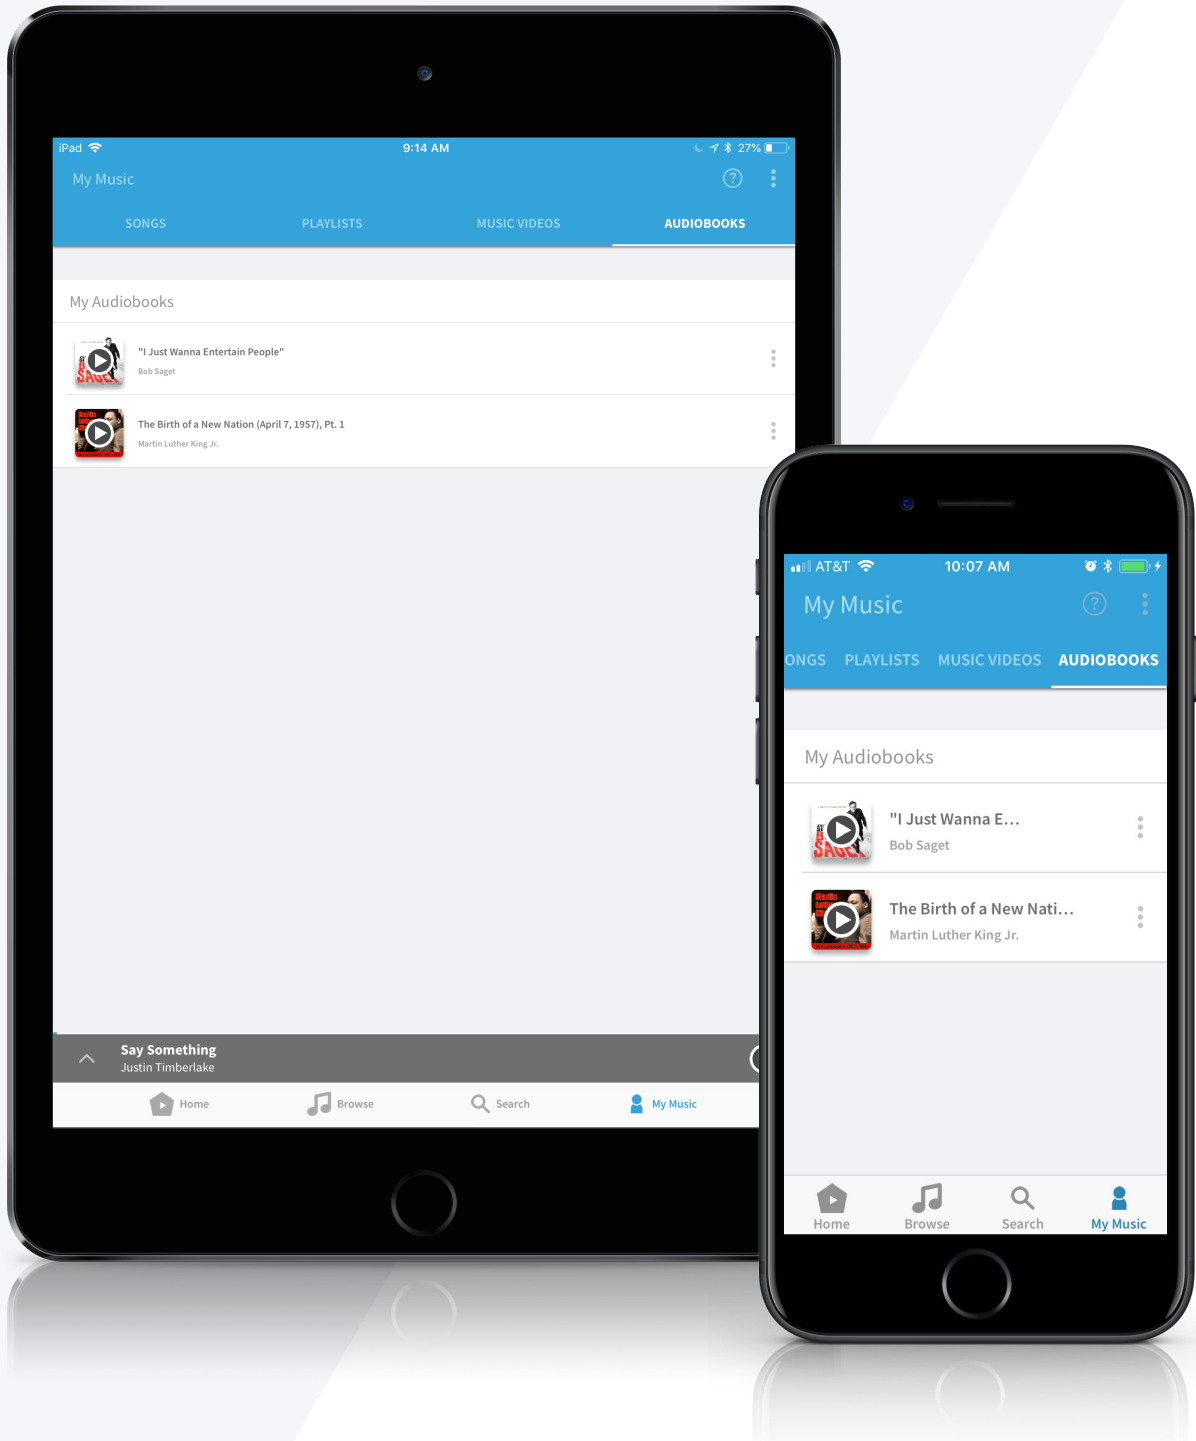 iPad 9:14 AM 27%
My Music
SONGS PLAYLISTS MUSIC VIDEOS AUDIOBOOKS
My Audiobooks
"I Just Wanna Entertain People"
Bob Saget
The Birth of a New Nation (April 7, 1957), Pt. 1
Martin Luther King Jr.
Say Something
Justin Timberlake
Home Browse Search My Music
AT&T 10:07 AM
My Music
ONGS PLAYLISTS MUSIC VIDEOS AUDIOBOOKS
My Audiobooks
"I Just Wanna E...
Bob Saget
The Birth of a New Nati...
Martin Luther King Jr.
Home Browse Search My Music